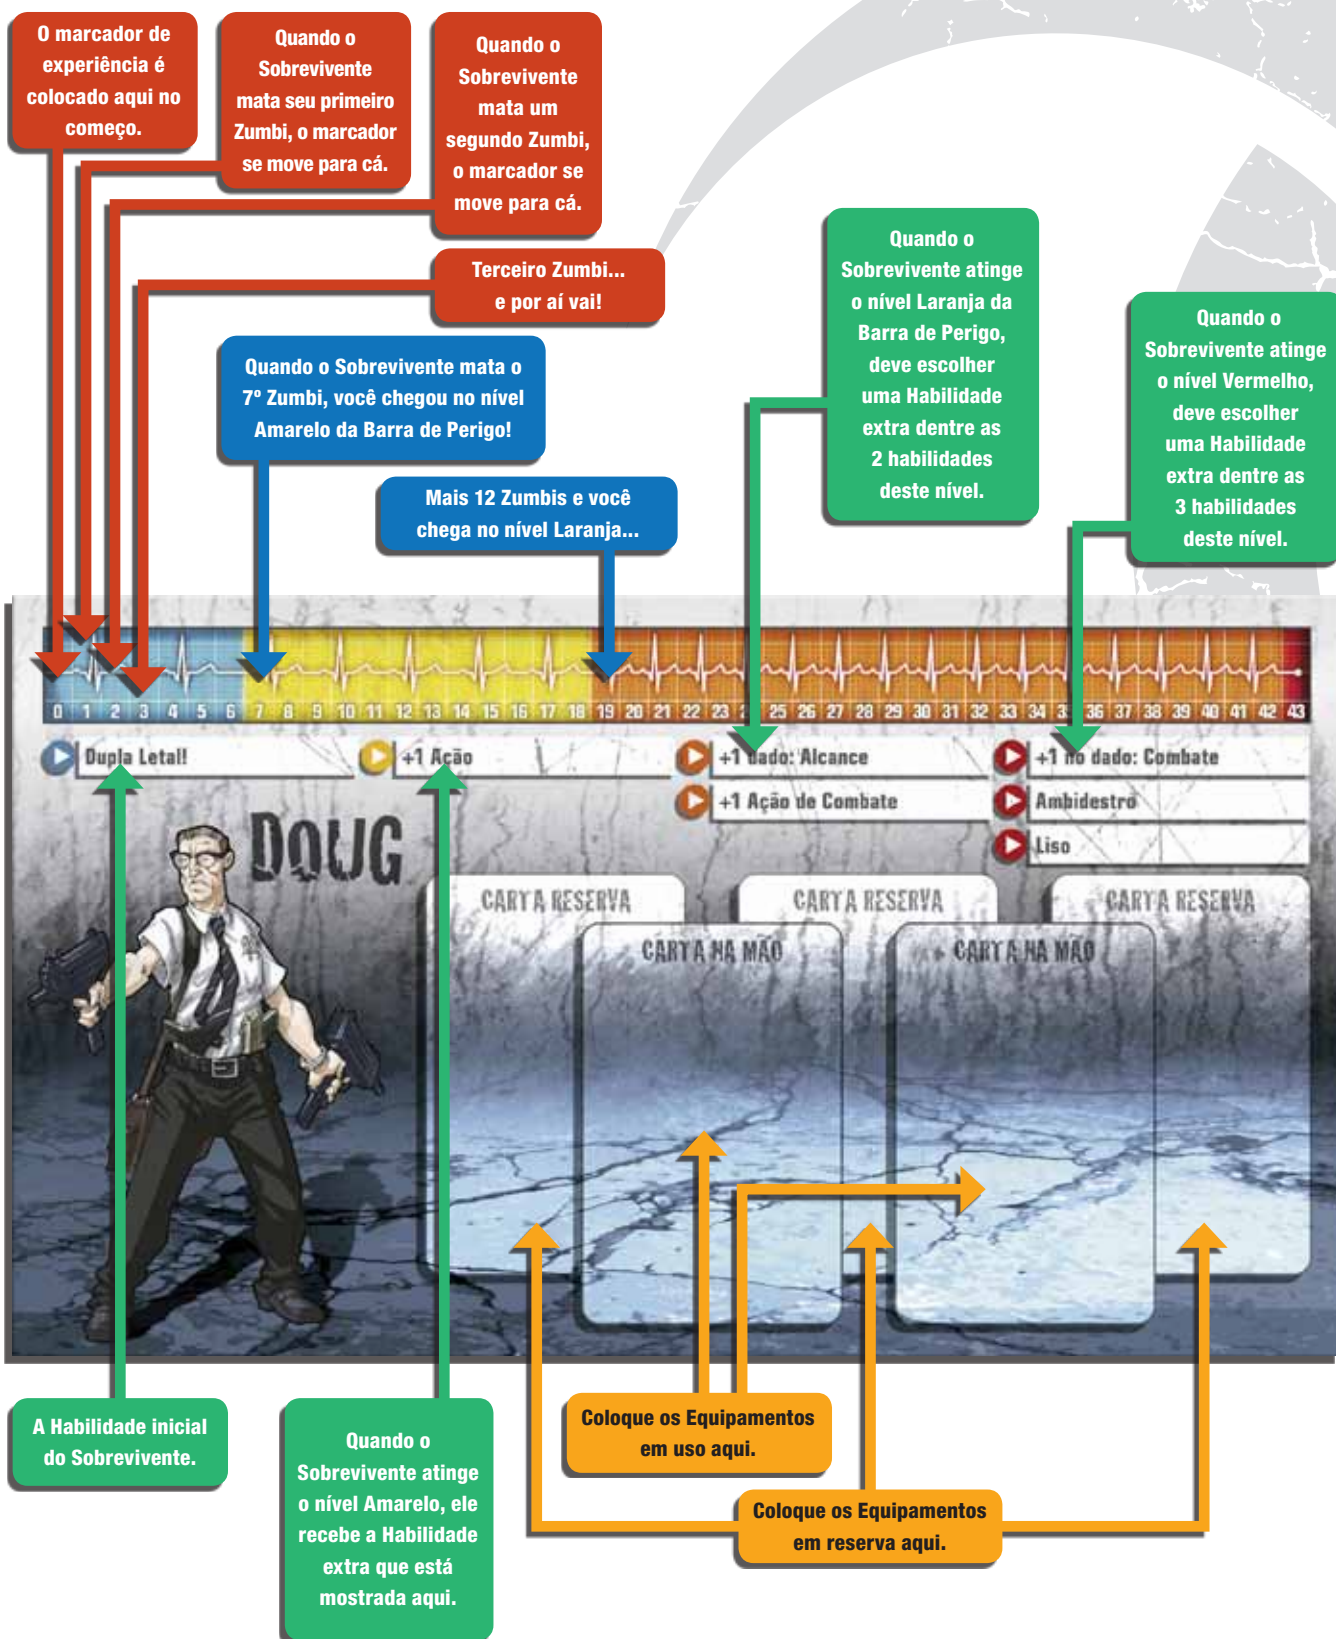 O marcador de
experiência é
colocado aqui no
começo.
Quando o
Sobrevivente
mata seu primeiro
Zumbi, o marcador
se move para cá.
Quando o
Sobrevivente
mata um
segundo Zumbi,
o marcador se
move para cá.
Terceiro Zumbi...
e por aí vai!
Quando o Sobrevivente mata o
7º Zumbi, você chegou no nível
Amarelo da Barra de Perigo!
Mais 12 Zumbis e você
chega no nível Laranja...
Quando o
Sobrevivente atinge
o nível Laranja da
Barra de Perigo,
deve escolher
uma Habilidade
extra dentre as
2 habilidades
deste nível.
Quando o
Sobrevivente atinge
o nível Vermelho,
deve escolher
uma Habilidade
extra dentre as
3 habilidades
deste nível.
0 1 2 3 4 5 6 7 8 9 10 11 12 13 14 15 16 17 18 19 20 21 22 23 25 26 27 28 29 30 31 32 33 34 35 36 37 38 39 40 41 42 43
Dupla Letal!
+1 Ação
+1 dado: Alcance
+1 Ação de Combate
+1 no dado: Combate
Ambidestro
Liso
DOUG
CARTA RESERVA
CARTA RESERVA
CARTA RESERVA
CARTA NA MÃO
CARTA NA MÃO
A Habilidade inicial
do Sobrevivente.
Quando o
Sobrevivente atinge
o nível Amarelo, ele
recebe a Habilidade
extra que está
mostrada aqui.
Coloque os Equipamentos
em uso aqui.
Coloque os Equipamentos
em reserva aqui.